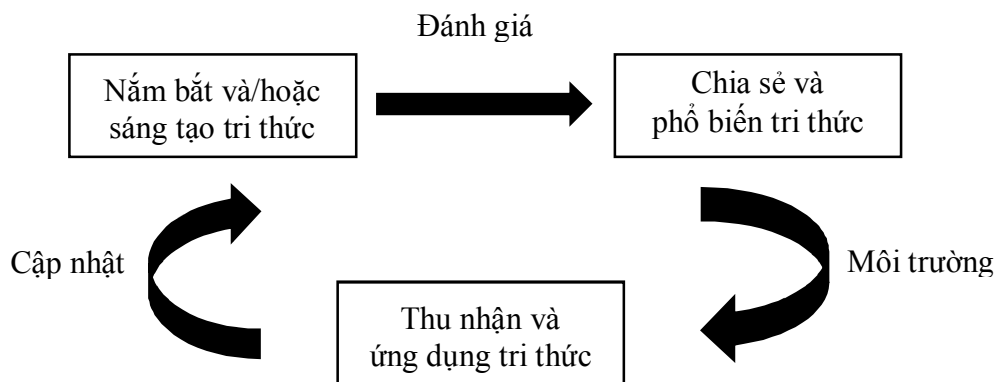 Đánh giá
Nắm bắt và/hoặc
sáng tạo tri thức
Chia sẻ và
phổ biến tri thức
Cập nhật
Môi trường
Thu nhận và
ứng dụng tri thức